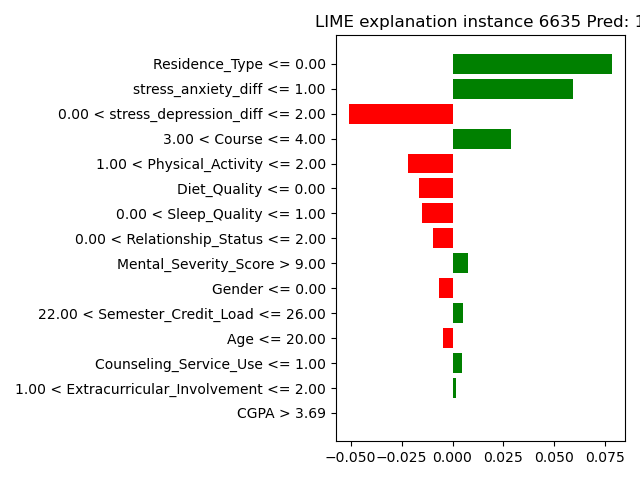 LIME explanation instance 6635 Pred: 1
Residence_Type <= 0.00
stress_anxiety_diff <= 1.00
0.00 < stress_depression_diff <= 2.00
3.00 < Course <= 4.00
1.00 < Physical_Activity <= 2.00
Diet_Quality <= 0.00
0.00 < Sleep_Quality <= 1.00
0.00 < Relationship_Status <= 2.00
Mental_Severity_Score > 9.00
Gender <= 0.00
22.00 < Semester_Credit_Load <= 26.00
Age <= 20.00
Counseling_Service_Use <= 1.00
1.00 < Extracurricular_Involvement <= 2.00
CGPA > 3.69
−0.050 −0.025 0.000 0.025 0.050 0.075